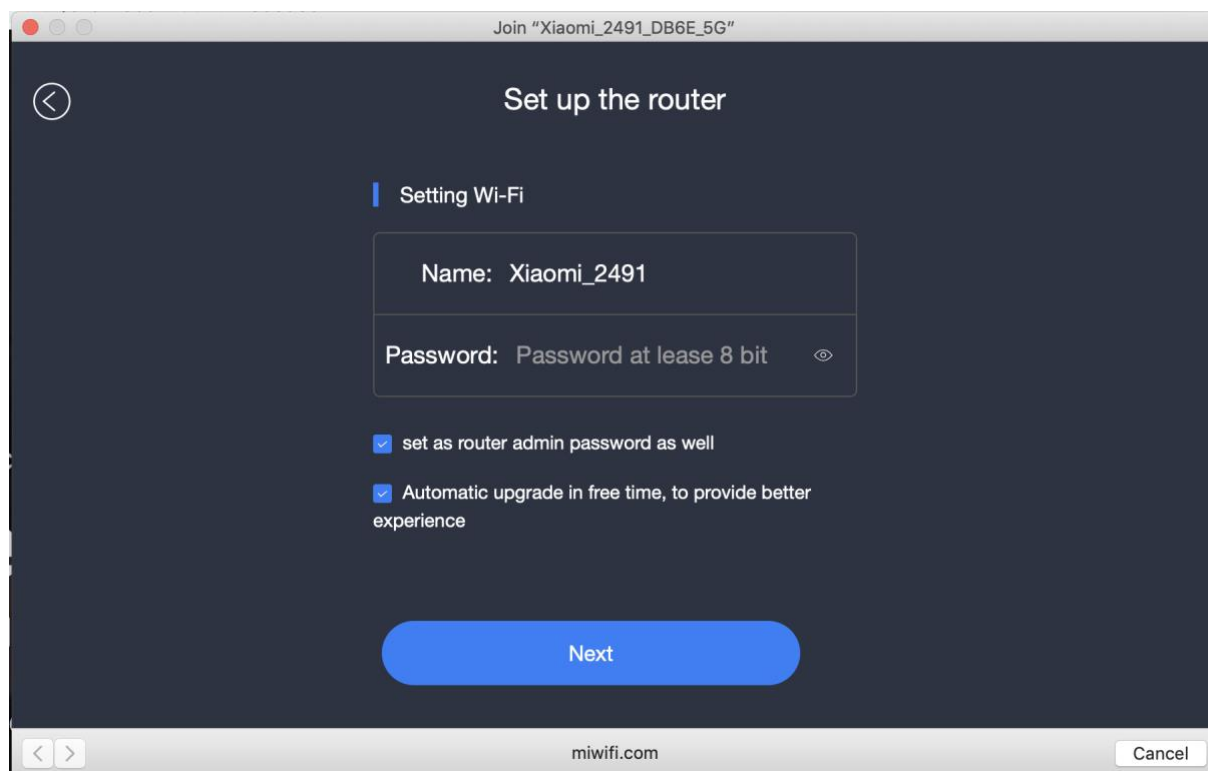 Join “Xiaomi_2491_DB6E_5G”
Set up the router
Setting Wi-Fi
Name: Xiaomi_2491
Password: Password at lease 8 bit
set as router admin password as well
Automatic upgrade in free time, to provide better
experience
Next
miwifi.com
Cancel